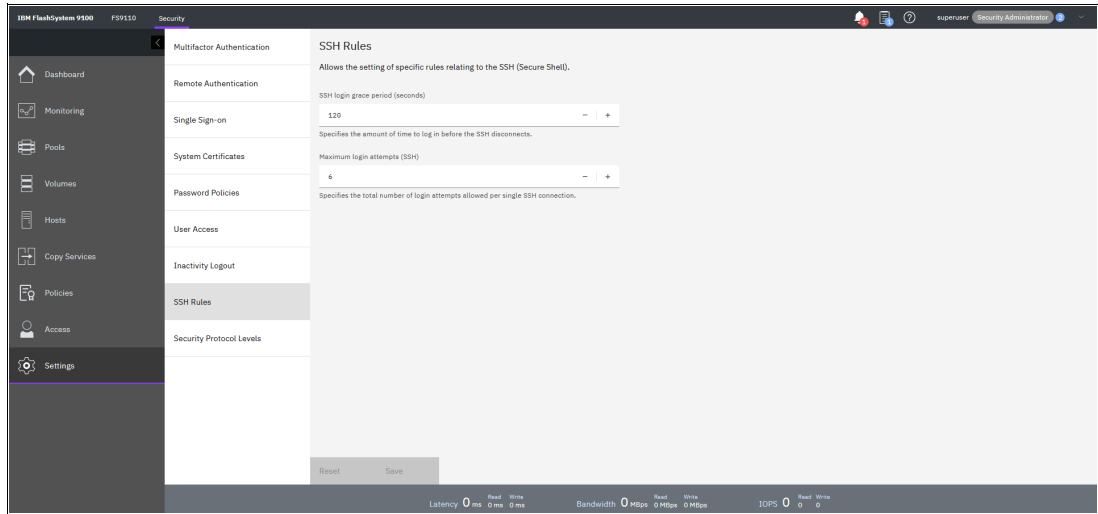 IBM FlashSystem 9100 FS9110 Security
superuser Security Administrator 2
Dashboard
Monitoring
Pools
Volumes
Hosts
Copy Services
Policies
Access
Settings
Multifactor Authentication
Remote Authentication
Single Sign-on
System Certificates
Password Policies
User Access
Inactivity Logout
SSH Rules
Security Protocol Levels
SSH Rules
Allows the setting of specific rules relating to the SSH (Secure Shell).
SSH login grace period (seconds)
120 − +
Specifies the amount of time to log in before the SSH disconnects.
Maximum login attempts (SSH)
6 − +
Specifies the total number of login attempts allowed per single SSH connection.
Reset Save
Latency 0 ms Read 0 ms Write 0 ms Bandwidth 0 MBps Read 0 MBps Write 0 MBps IOPS 0 Read 0 Write 0